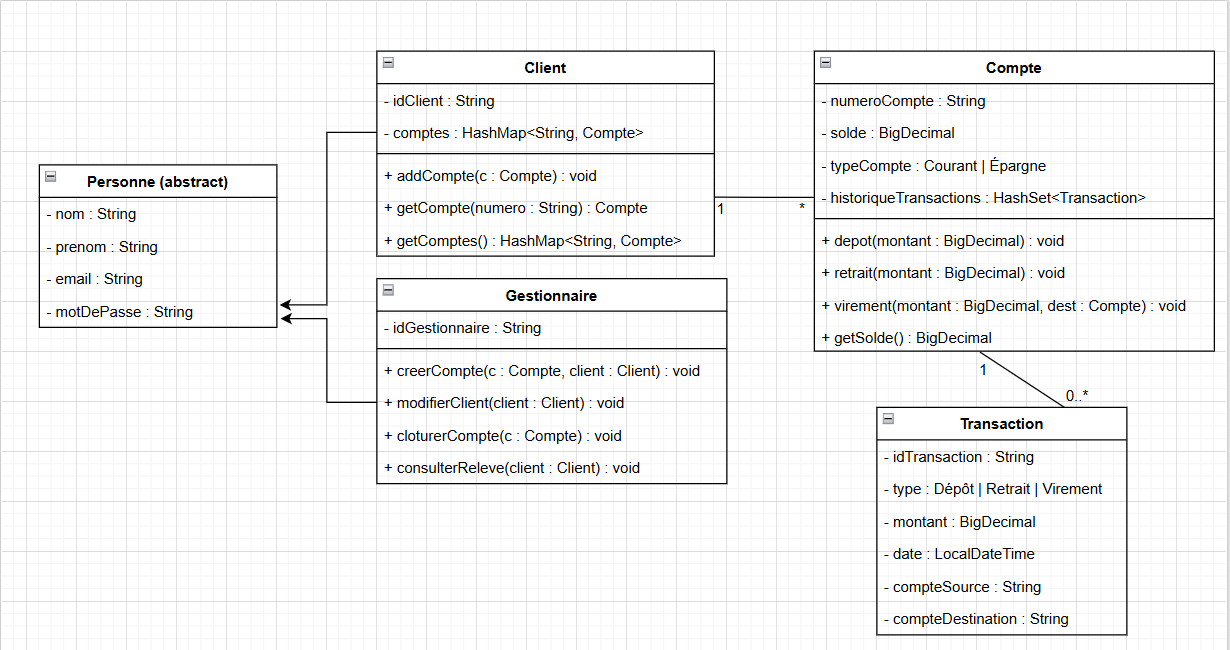 Personne (abstract)
- nom : String
- prenom : String
- email : String
- motDePasse : String
Client
- idClient : String
- comptes : HashMap<String, Compte>
+ addCompte(c : Compte) : void
+ getCompte(numero : String) : Compte
+ getComptes() : HashMap<String, Compte>
1
*
Gestionnaire
- idGestionnaire : String
+ creerCompte(c : Compte, client : Client) : void
+ modifierClient(client : Client) : void
+ cloturerCompte(c : Compte) : void
+ consulterReleve(client : Client) : void
Compte
- numeroCompte : String
- solde : BigDecimal
- typeCompte : Courant | Épargne
- historiqueTransactions : HashSet<Transaction>
+ depot(montant : BigDecimal) : void
+ retrait(montant : BigDecimal) : void
+ virement(montant : BigDecimal, dest : Compte) : void
+ getSolde() : BigDecimal
1
0..*
Transaction
- idTransaction : String
- type : Dépôt | Retrait | Virement
- montant : BigDecimal
- date : LocalDateTime
- compteSource : String
- compteDestination : String